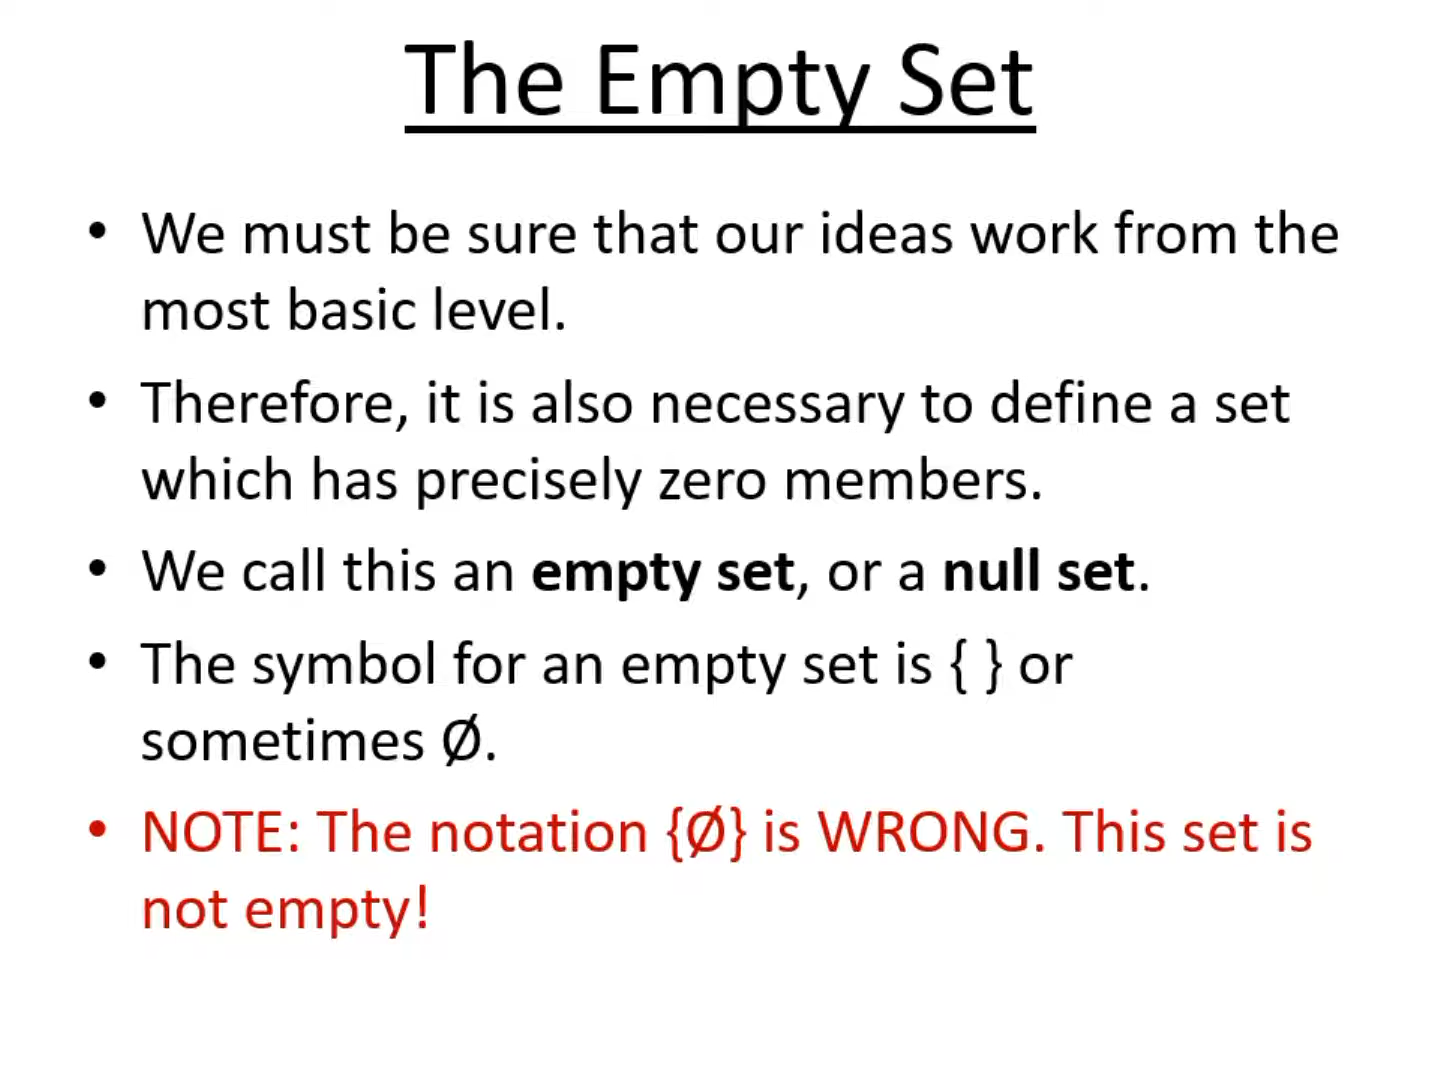 The Empty Set
• We must be sure that our ideas work from the
most basic level.
• Therefore, it is also necessary to define a set
which has precisely zero members.
• We call this an empty set, or a null set.
• The symbol for an empty set is { } or
sometimes Ø.
• NOTE: The notation {Ø} is WRONG. This set is
not empty!